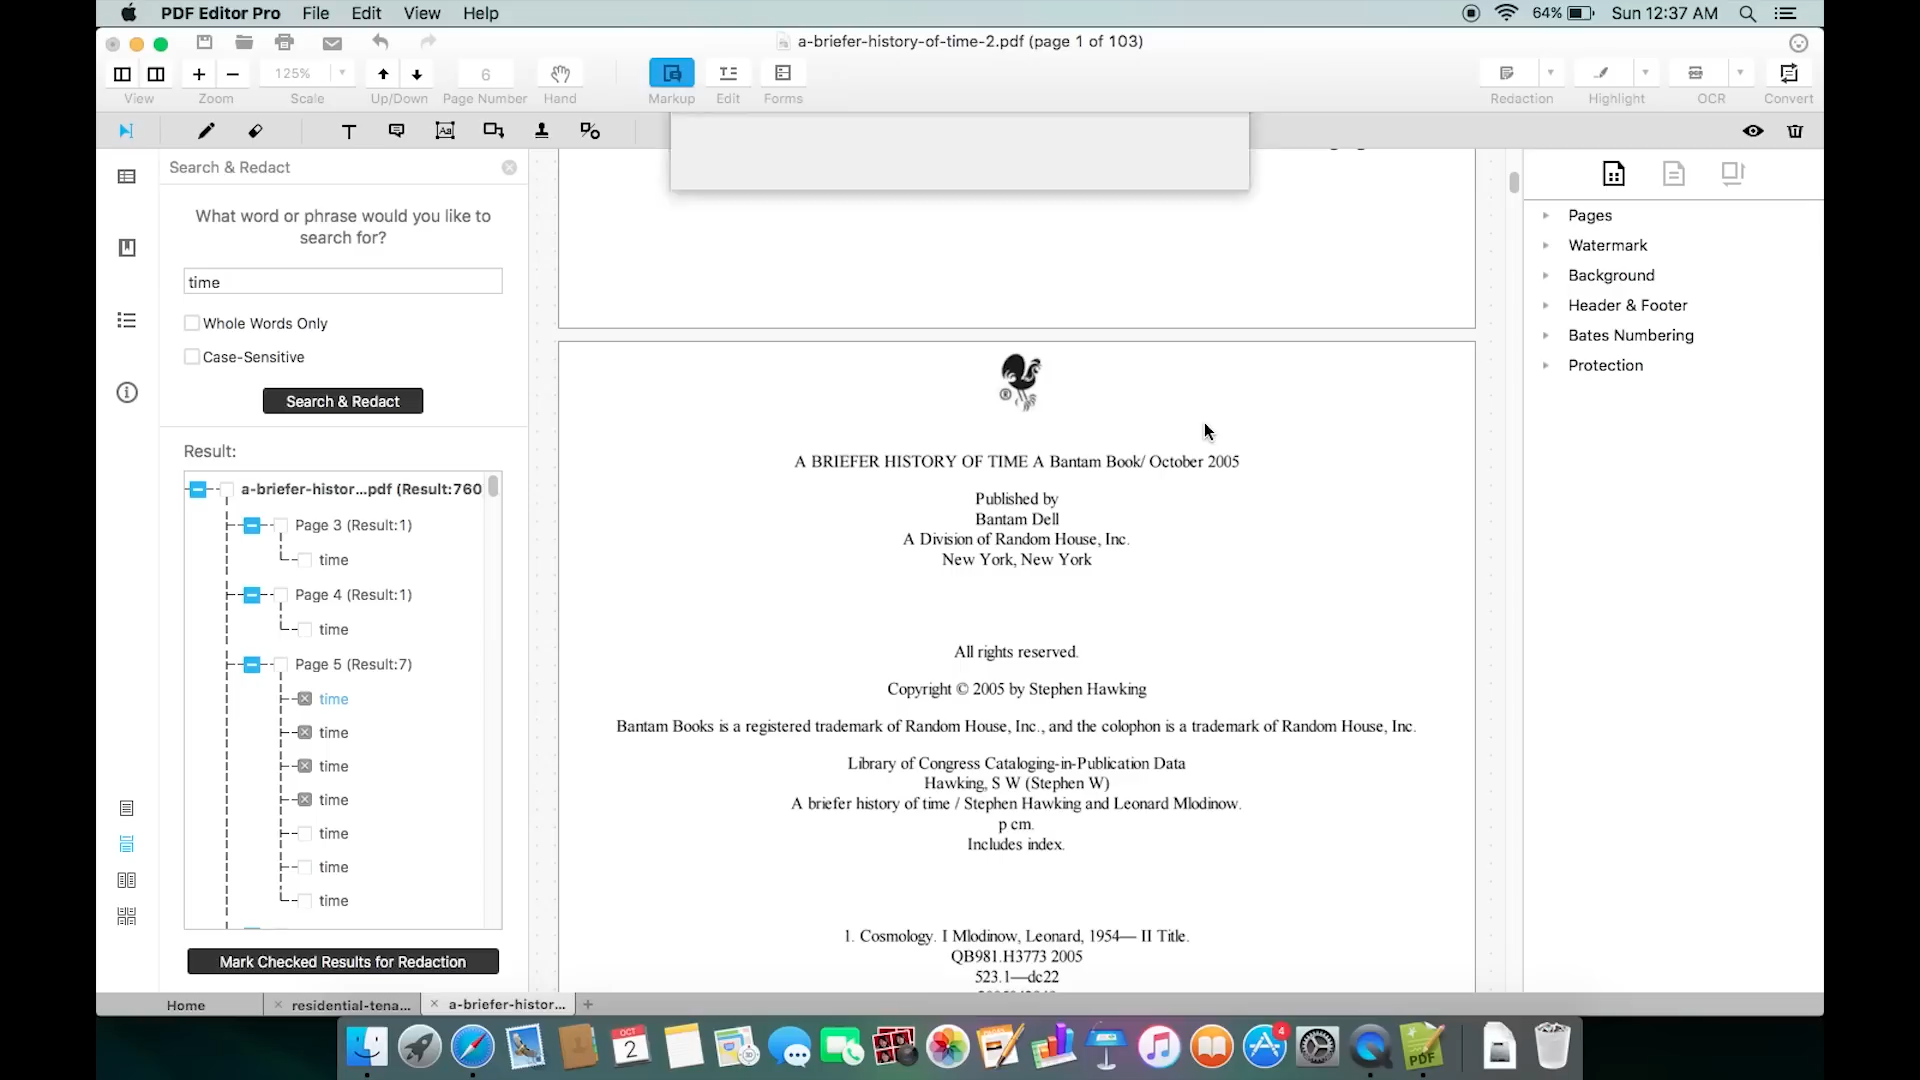 PDF Editor Pro File Edit View Help
64% Sun 12:37 AM
a-briefer-history-of-time-2.pdf (page 1 of 103)
125%
6
View Zoom Scale Up/Down Page Number Hand Markup Edit Forms Redaction Highlight OCR Convert
Search & Redact
What word or phrase would you like to
search for?
time
Whole Words Only
Case-Sensitive
Search & Redact
Result:
a-briefer-histor...pdf (Result:760
Page 3 (Result:1)
time
Page 4 (Result:1)
time
Page 5 (Result:7)
time
time
time
time
time
time
time
Mark Checked Results for Redaction
A BRIEFER HISTORY OF TIME A Bantam Book/ October 2005
Published by
Bantam Dell
A Division of Random House, Inc.
New York, New York
All rights reserved.
Copyright © 2005 by Stephen Hawking
Bantam Books is a registered trademark of Random House, Inc., and the colophon is a trademark of Random House, Inc.
Library of Congress Cataloging-in-Publication Data
Hawking, S W (Stephen W)
A briefer history of time / Stephen Hawking and Leonard Mlodinow.
p cm.
Includes index.
1. Cosmology. I Mlodinow, Leonard, 1954— II Title.
QB981.H3773 2005
523.1—dc22
Pages
Watermark
Background
Header & Footer
Bates Numbering
Protection
Home
residential-tena...
a-briefer-histor...
OCT
2
4
PDF